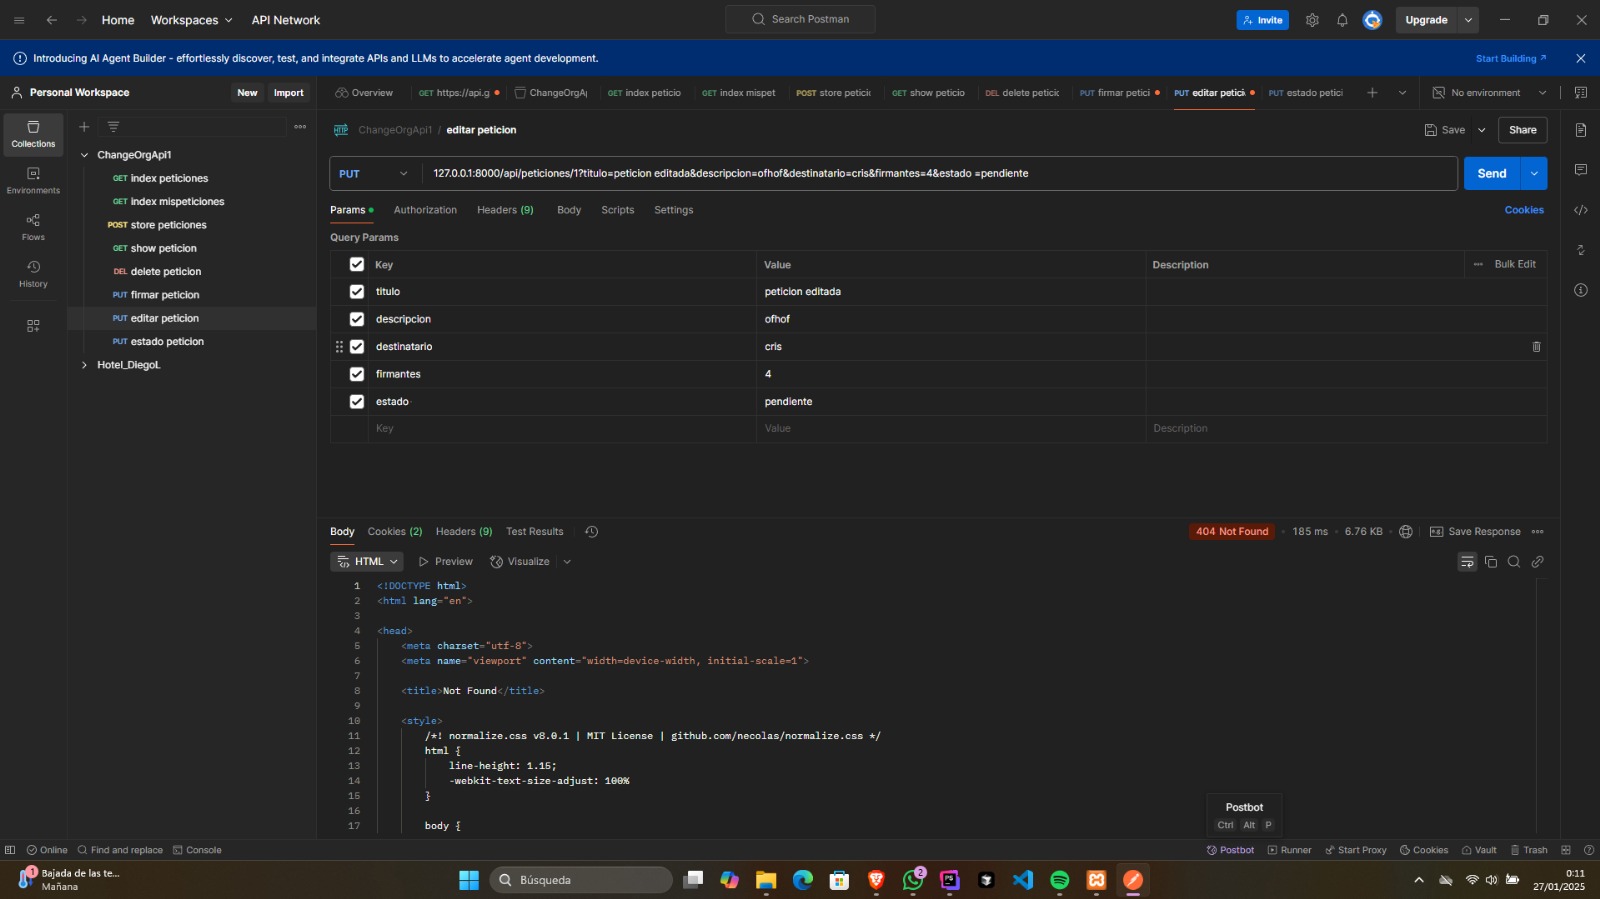 Home Workspaces API Network Search Postman Invite Upgrade
Introducing AI Agent Builder - effortlessly discover, test, and integrate APIs and LLMs to accelerate agent development. Start Building
Personal Workspace New Import
Overview GET https://api.g ChangeOrgAp GET index peticio GET index mispet POST store peticio GET show peticio DEL delete petició PUT firmar petici PUT editar petici PUT estado petici No environment
Collections
Environments
Flows
History
ChangeOrgApi1
GET index peticiones
GET index mispeticiones
POST store peticiones
GET show peticion
DEL delete peticion
PUT firmar peticion
PUT editar peticion
PUT estado peticion
Hotel_DiegoL
HTTP ChangeOrgApi1 / editar peticion Save Share
PUT 127.0.0.1:8000/api/peticiones/1?titulo=peticion editada&descripcion=ofhof&destinatario=cris&firmantes=4&estado =pendiente Send
Params Authorization Headers (9) Body Scripts Settings Cookies
Query Params
Key Value Description Bulk Edit
titulo peticion editada
descripcion ofhof
destinatario cris
firmantes 4
estado pendiente
Key Value Description
Body Cookies (2) Headers (9) Test Results 404 Not Found 185 ms 6.76 KB Save Response
HTML Preview Visualize
1 <!DOCTYPE html>
2 <html lang="en">
3
4 <head>
5 <meta charset="utf-8">
6 <meta name="viewport" content="width=device-width, initial-scale=1">
7
8 <title>Not Found</title>
9
10 <style>
11 /*! normalize.css v8.0.1 | MIT License | github.com/necolas/normalize.css */
12 html {
13 line-height: 1.15;
14 -webkit-text-size-adjust: 100%
15 }
16
17 body {
Postbot
Ctrl Alt P
Online Find and replace Console Postbot Runner Start Proxy Cookies Vault Trash
1 Bajada de las te...
Mañana
Búsqueda
2
PS
0:11
27/01/2025